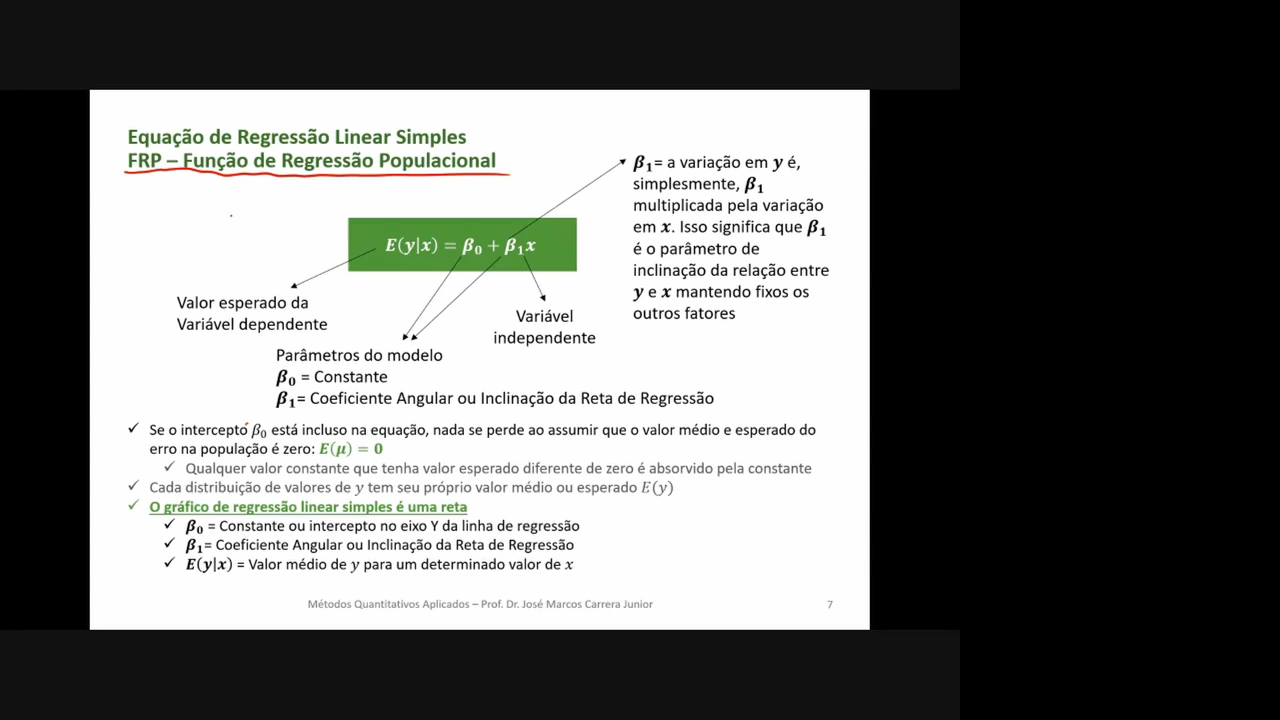 Equação de Regressão Linear Simples
FRP – Função de Regressão Populacional
E(y|x) = β₀ + β₁x
β₁= a variação em y é,
simplesmente, β₁
multiplicada pela variação
em x. Isso significa que β₁
é o parâmetro de
inclinação da relação entre
y e x mantendo fixos os
outros fatores
Valor esperado da
Variável dependente
Variável
independente
Parâmetros do modelo
β₀ = Constante
β₁= Coeficiente Angular ou Inclinação da Reta de Regressão
✓ Se o intercepto β₀ está incluso na equação, nada se perde ao assumir que o valor médio e esperado do
erro na população é zero: E(μ) = 0
✓ Qualquer valor constante que tenha valor esperado diferente de zero é absorvido pela constante
✓ Cada distribuição de valores de y tem seu próprio valor médio ou esperado E(y)
✓ O gráfico de regressão linear simples é uma reta
✓ β₀ = Constante ou intercepto no eixo Y da linha de regressão
✓ β₁= Coeficiente Angular ou Inclinação da Reta de Regressão
✓ E(y|x) = Valor médio de y para um determinado valor de x
Métodos Quantitativos Aplicados – Prof. Dr. José Marcos Carrera Junior
7